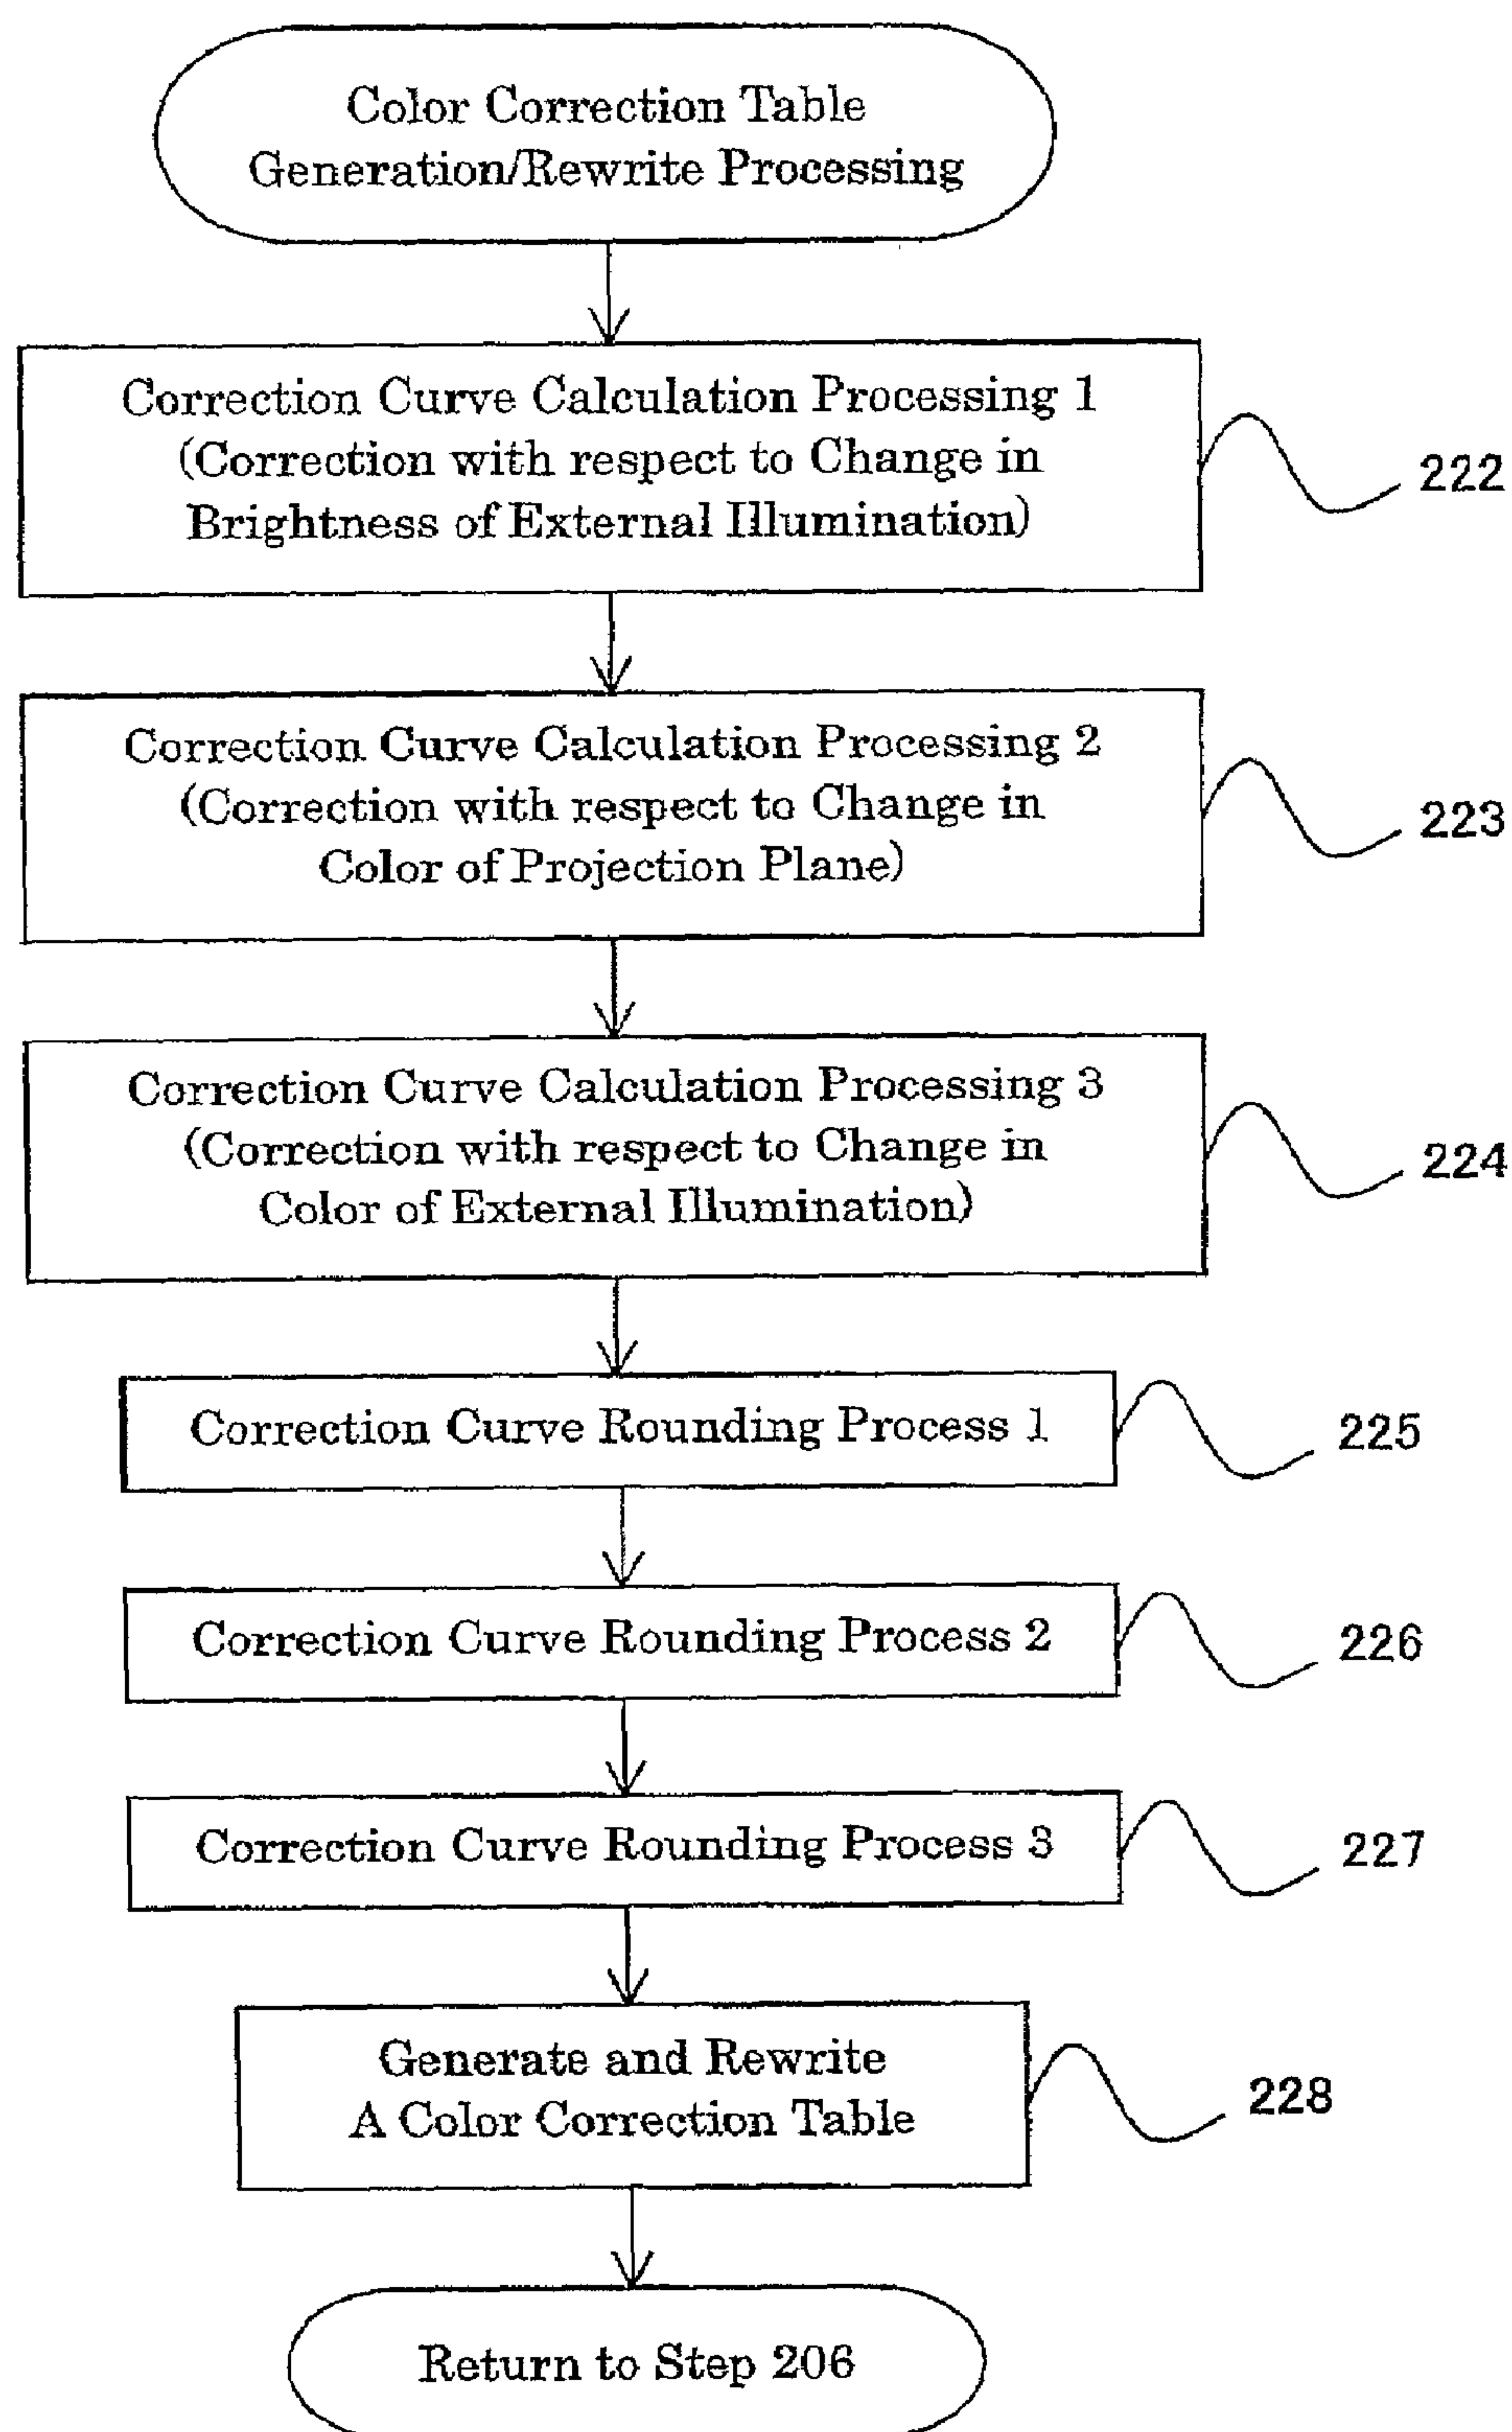 Color Correction Table
Generation/Rewrite Processing
Correction Curve Calculation Processing 1
(Correction with respect to Change in
Brightness of External Illumination)
222
Correction Curve Calculation Processing 2
(Correction with respect to Change in
Color of Projection Plane)
223
Correction Curve Calculation Processing 3
(Correction with respect to Change in
Color of External Illumination)
224
Correction Curve Rounding Process 1
225
Correction Curve Rounding Process 2
226
Correction Curve Rounding Process 3
227
Generate and Rewrite
A Color Correction Table
228
Return to Step 206